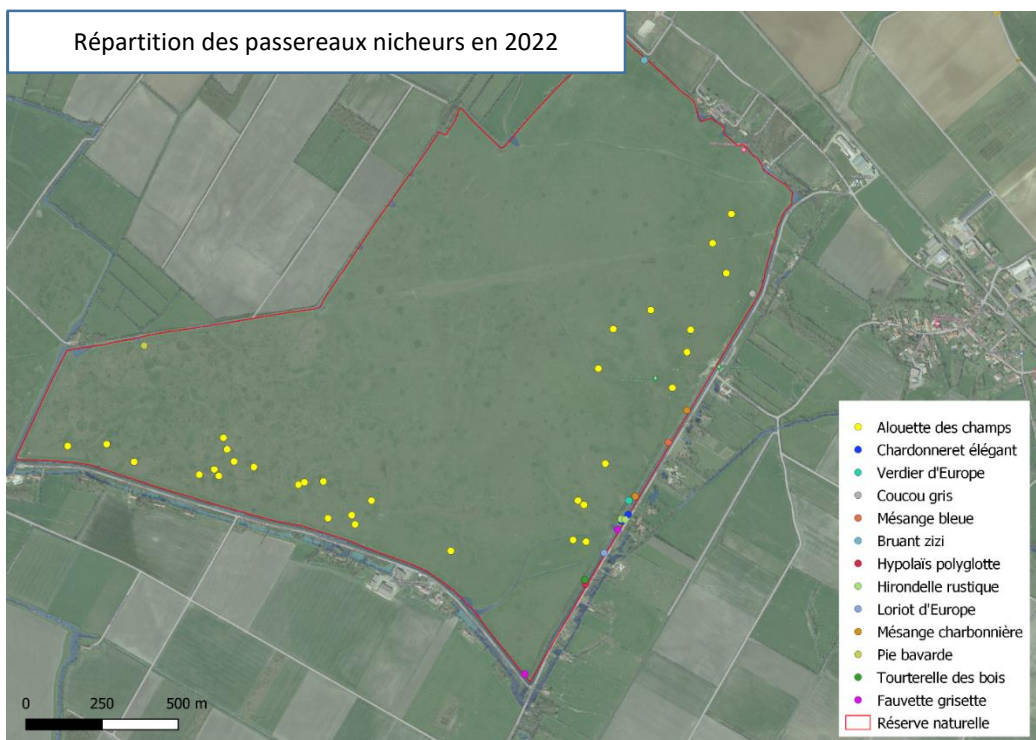 Répartition des passereaux nicheurs en 2022
Alouette des champs
Chardonneret élégant
Verdier d'Europe
Coucou gris
Mésange bleue
Bruant zizi
Hypolaïs polyglotte
Hirondelle rustique
Loriot d'Europe
Mésange charbonnière
Pie bavarde
Tourterelle des bois
Fauvette grisette
Réserve naturelle
0 250 500 m